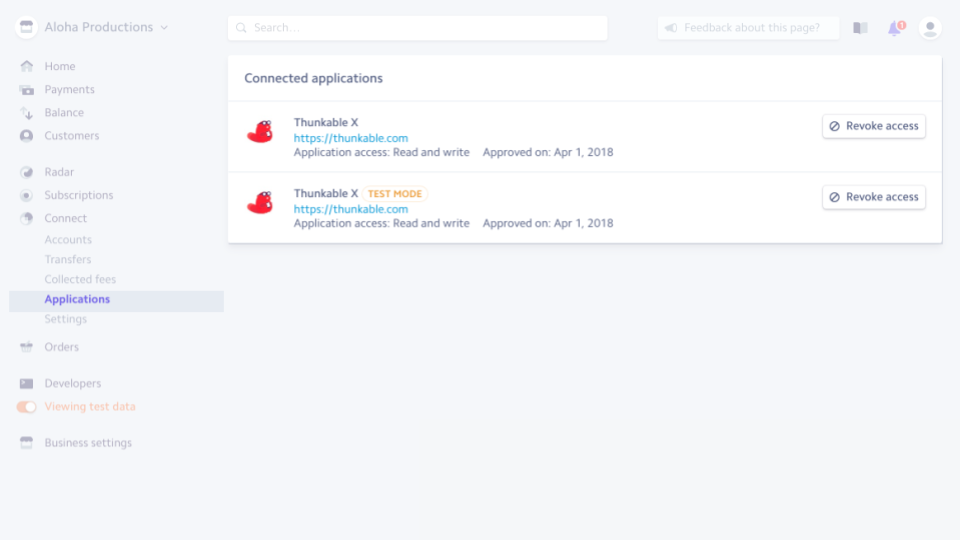 Aloha Productions
Search...
Feedback about this page?
1
Home
Payments
Balance
Customers
Radar
Subscriptions
Connect
Accounts
Transfers
Collected fees
Applications
Settings
Orders
Developers
Viewing test data
Business settings
Connected applications
Thunkable X
https://thunkable.com
Application access: Read and write Approved on: Apr 1, 2018
Revoke access
Thunkable X TEST MODE
https://thunkable.com
Application access: Read and write Approved on: Apr 1, 2018
Revoke access